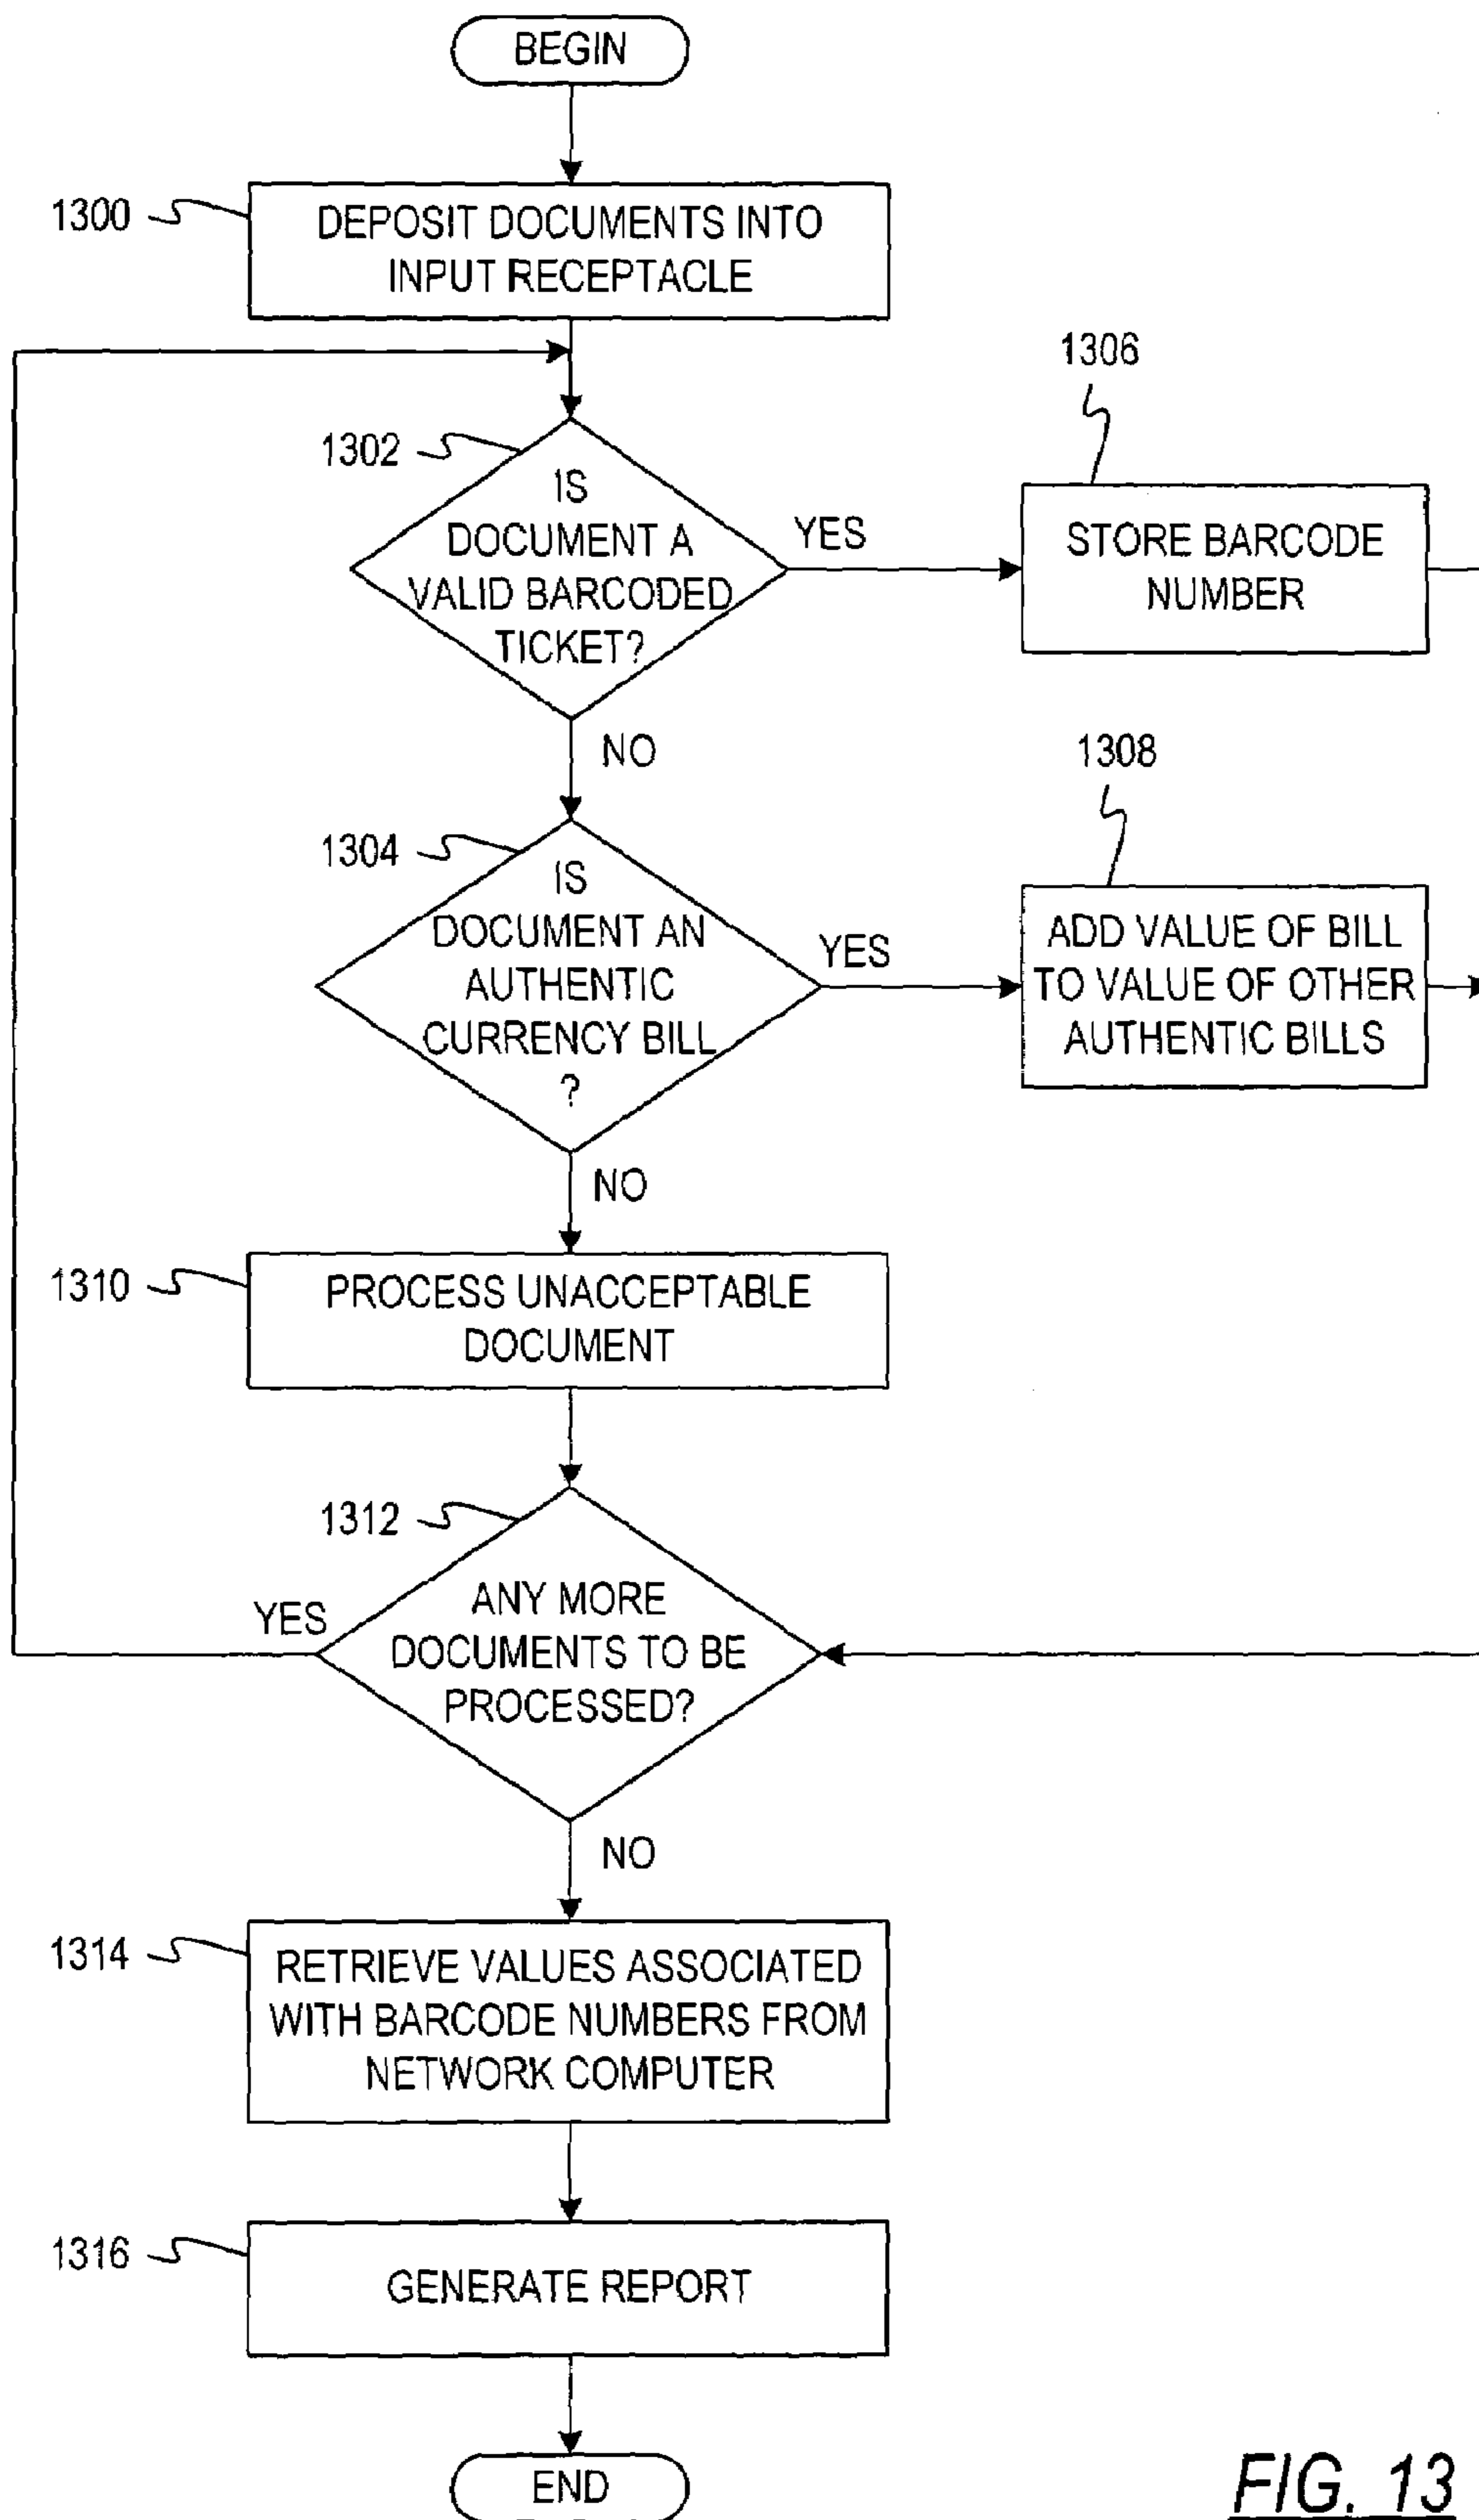 BEGIN
1300
DEPOSIT DOCUMENTS INTO
INPUT RECEPTACLE
1306
1302
IS
DOCUMENT A
VALID BARCODED
TICKET?
YES
STORE BARCODE
NUMBER
NO
1308
1304
IS
DOCUMENT AN
AUTHENTIC
CURRENCY BILL
?
YES
ADD VALUE OF BILL
TO VALUE OF OTHER
AUTHENTIC BILLS
NO
1310
PROCESS UNACCEPTABLE
DOCUMENT
1312
YES
ANY MORE
DOCUMENTS TO BE
PROCESSED?
NO
1314
RETRIEVE VALUES ASSOCIATED
WITH BARCODE NUMBERS FROM
NETWORK COMPUTER
1316
GENERATE REPORT
END
FIG. 13